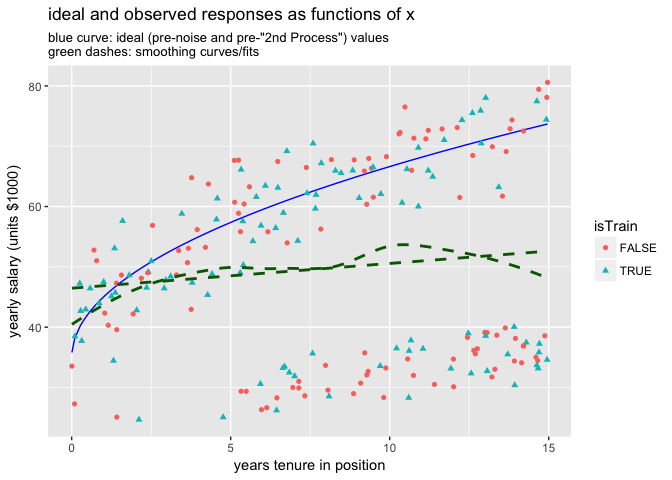 ideal and observed responses as functions of x
blue curve: ideal (pre-noise and pre-"2nd Process") values
green dashes: smoothing curves/fits
80
60
40
yearly salary (units $1000)
0
5
10
15
years tenure in position
isTrain
FALSE
TRUE